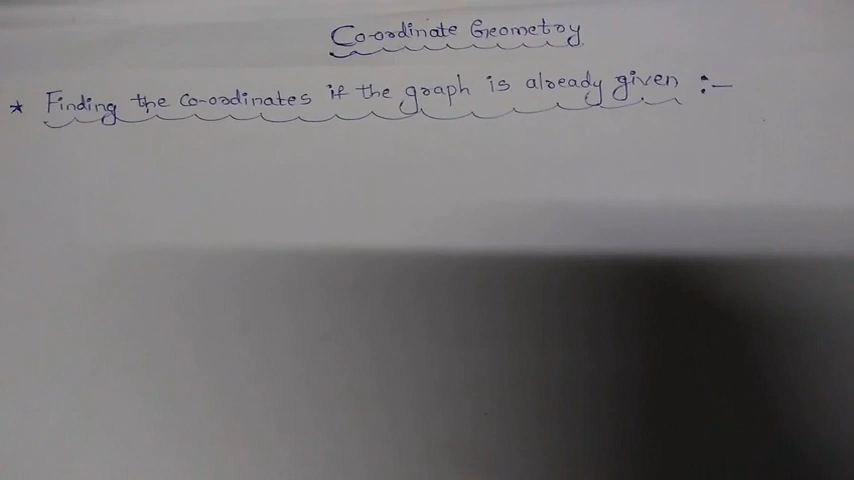 Co-ordinate Geometry
* Finding the co-ordinates if the graph is already given :-